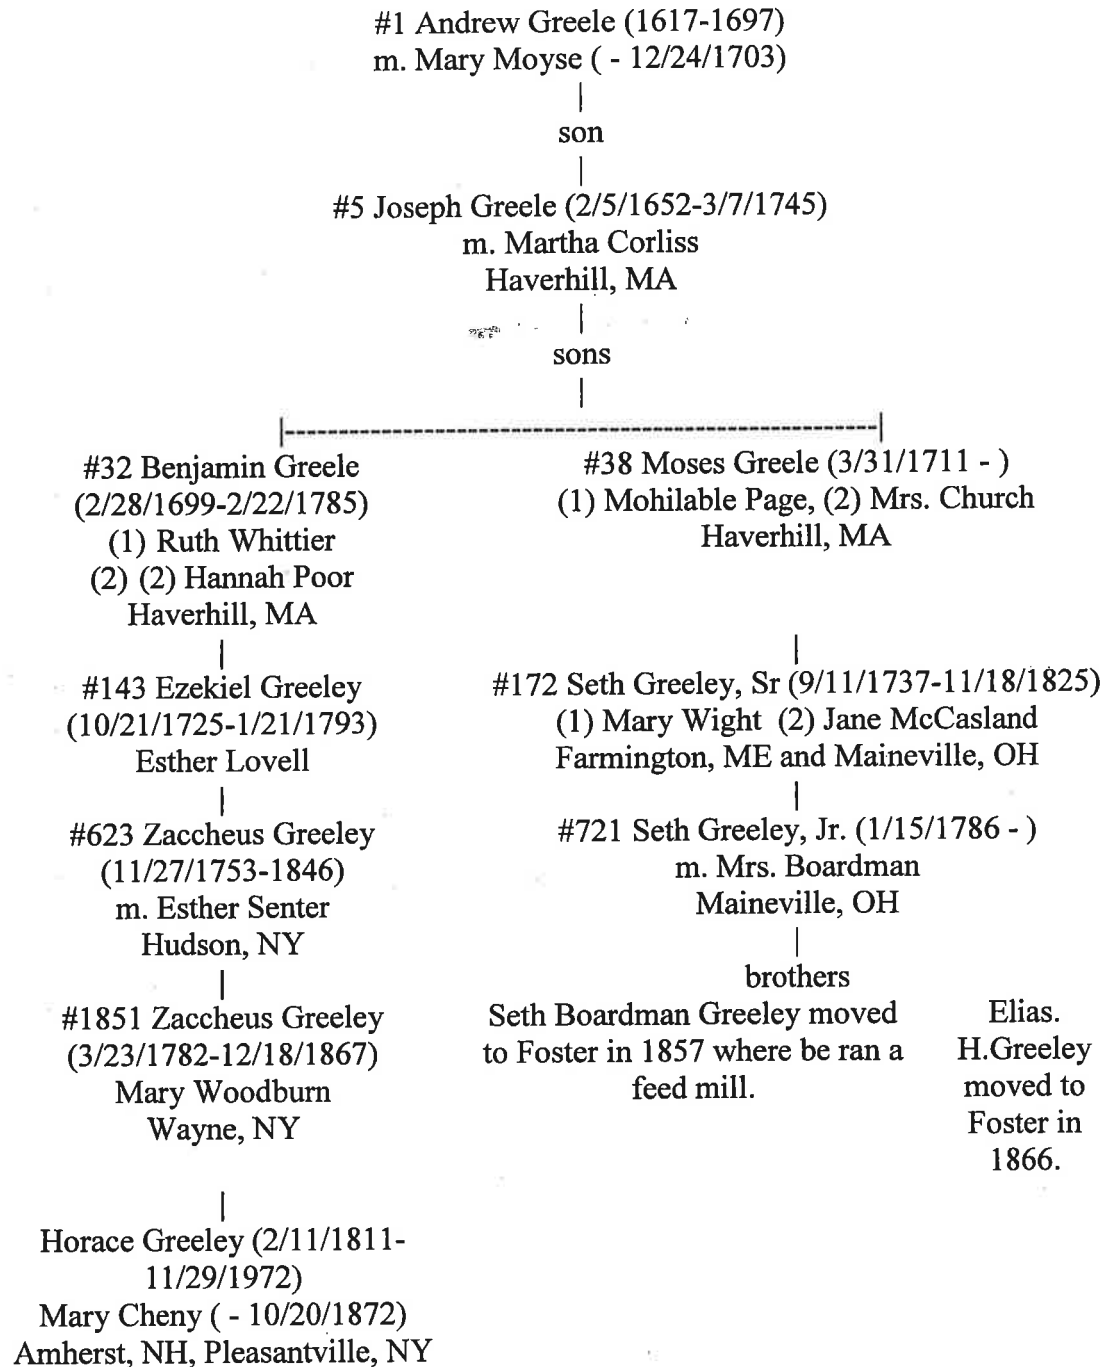 #1 Andrew Greele (1617-1697)
m. Mary Moyse ( - 12/24/1703)
son
#5 Joseph Greele (2/5/1652-3/7/1745)
m. Martha Corliss
Haverhill, MA
sons
#32 Benjamin Greele
(2/28/1699-2/22/1785)
(1) Ruth Whittier
(2) (2) Hannah Poor
Haverhill, MA
#143 Ezekiel Greeley
(10/21/1725-1/21/1793)
Esther Lovell
#623 Zaccheus Greeley
(11/27/1753-1846)
m. Esther Senter
Hudson, NY
#1851 Zaccheus Greeley
(3/23/1782-12/18/1867)
Mary Woodburn
Wayne, NY
Horace Greeley (2/11/1811-
11/29/1972)
Mary Cheny ( - 10/20/1872)
Amherst, NH, Pleasantville, NY
#38 Moses Greele (3/31/1711 - )
(1) Mohilable Page, (2) Mrs. Church
Haverhill, MA
#172 Seth Greeley, Sr (9/11/1737-11/18/1825)
(1) Mary Wight (2) Jane McCasland
Farmington, ME and Maineville, OH
#721 Seth Greeley, Jr. (1/15/1786 - )
m. Mrs. Boardman
Maineville, OH
brothers
Seth Boardman Greeley moved
to Foster in 1857 where be ran a
feed mill.
Elias.
H.Greeley
moved to
Foster in
1866.